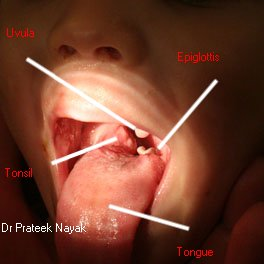 Uvula
Epiglottis
Tonsil
Dr Prateek Nayak
Tongue